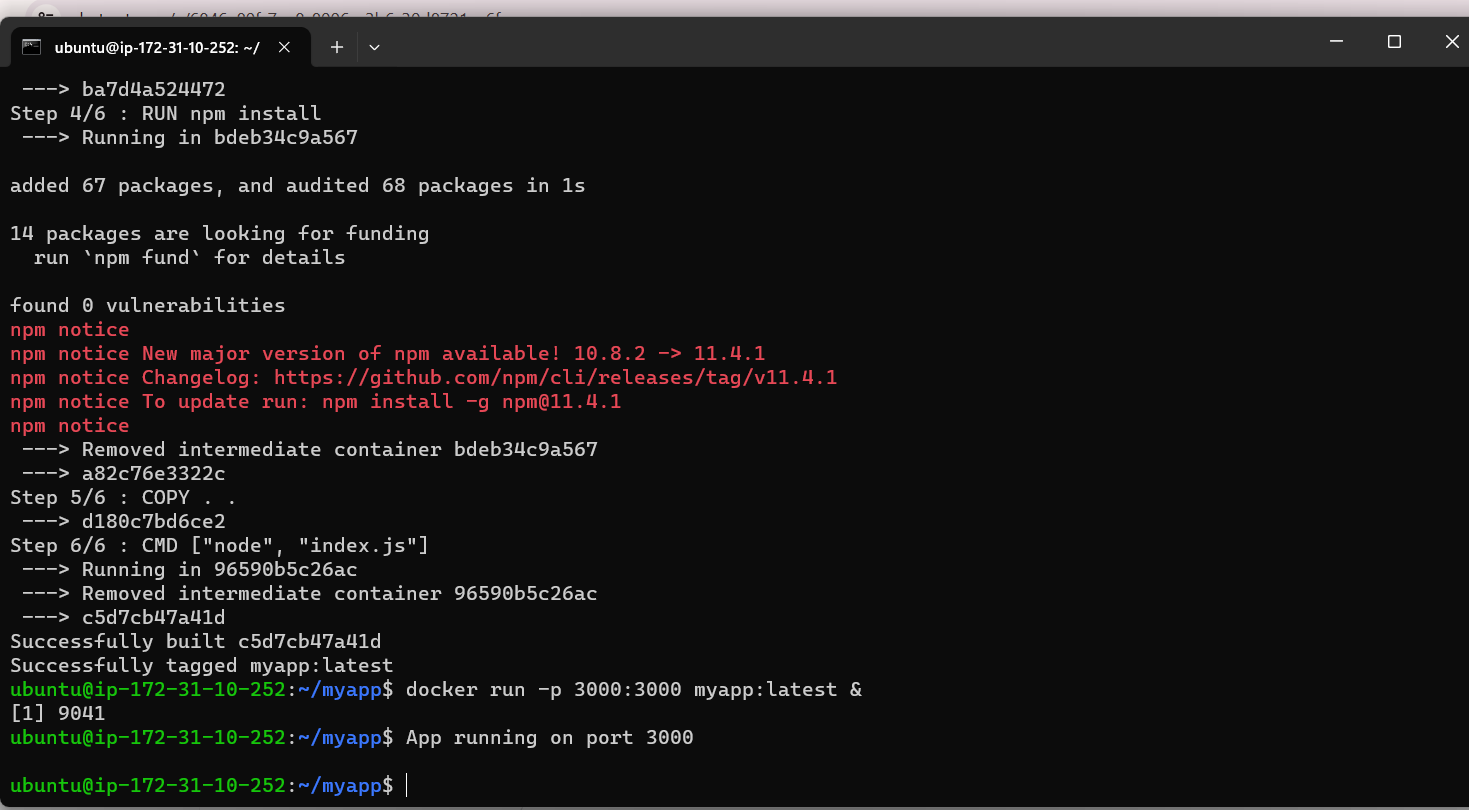 ubuntu@ip-172-31-10-252: ~/
---> ba7d4a524472
Step 4/6 : RUN npm install
---> Running in bdeb34c9a567
added 67 packages, and audited 68 packages in 1s
14 packages are looking for funding
run `npm fund` for details
found 0 vulnerabilities
npm notice
npm notice New major version of npm available! 10.8.2 -> 11.4.1
npm notice Changelog: https://github.com/npm/cli/releases/tag/v11.4.1
npm notice To update run: npm install -g npm@11.4.1
npm notice
---> Removed intermediate container bdeb34c9a567
---> a82c76e3322c
Step 5/6 : COPY . .
---> d180c7bd6ce2
Step 6/6 : CMD ["node", "index.js"]
---> Running in 96590b5c26ac
---> Removed intermediate container 96590b5c26ac
---> c5d7cb47a41d
Successfully built c5d7cb47a41d
Successfully tagged myapp:latest
ubuntu@ip-172-31-10-252:~/myapp$ docker run -p 3000:3000 myapp:latest &
[1] 9041
ubuntu@ip-172-31-10-252:~/myapp$ App running on port 3000
ubuntu@ip-172-31-10-252:~/myapp$